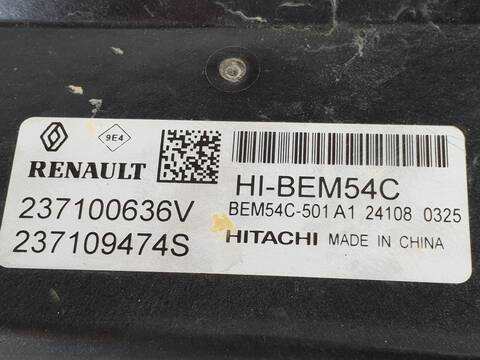 9E4
RENAULT
237100636V
237109474S
HI-BEM54C
BEM54C-501 A1 24108 0325
HITACHI MADE IN CHINA